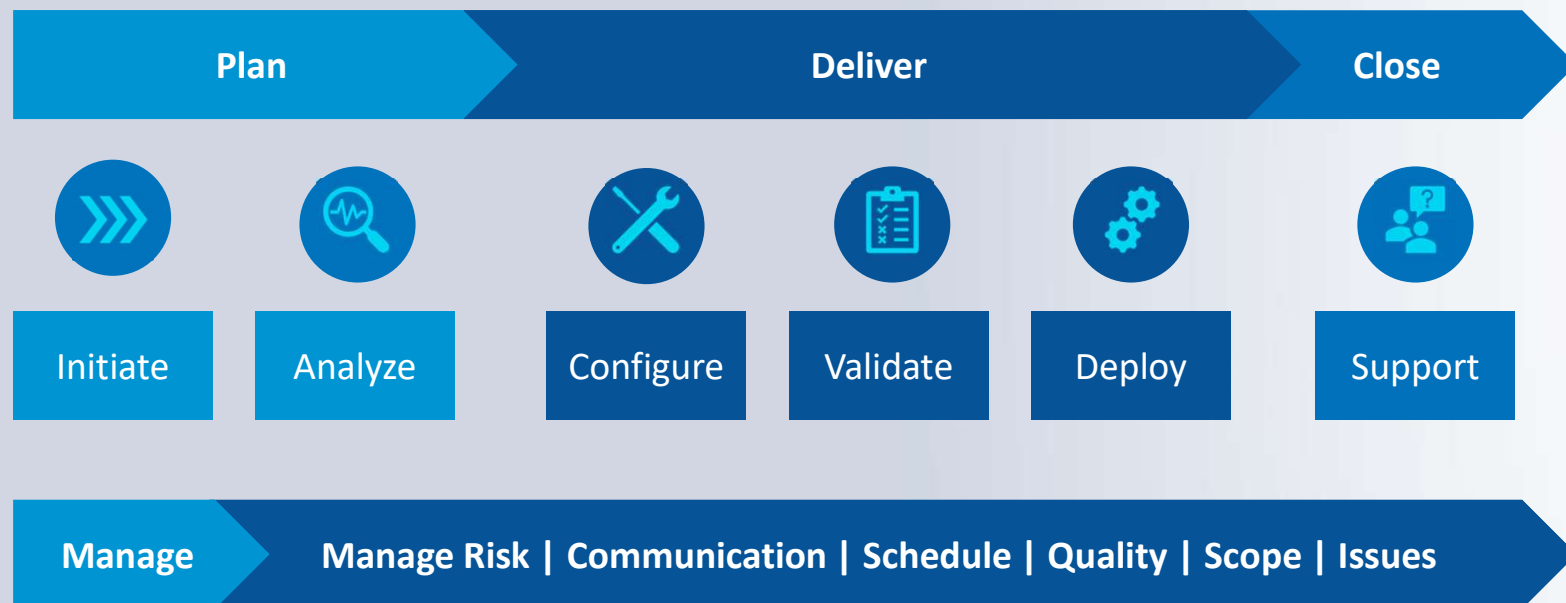 Plan
Deliver
Close
?
Initiate
Analyze
Configure
Validate
Deploy
Support
Manage
Manage Risk | Communication | Schedule | Quality | Scope | Issues